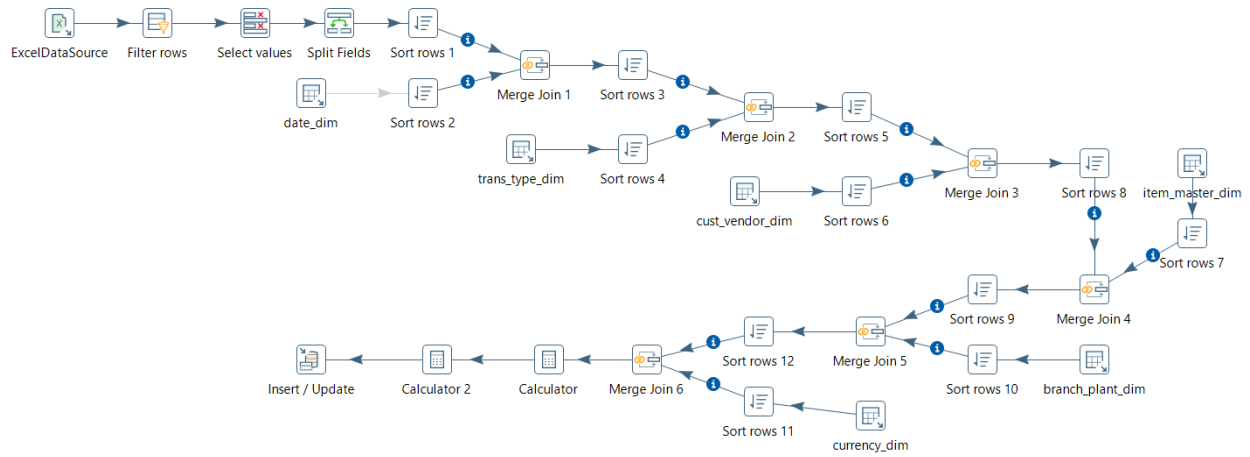 ExcelDataSource
Filter rows
Select values
Split Fields
Sort rows 1
date_dim
Sort rows 2
Merge Join 1
Sort rows 3
trans_type_dim
Sort rows 4
Merge Join 2
Sort rows 5
cust_vendor_dim
Sort rows 6
Merge Join 3
Sort rows 8
item_master_dim
Sort rows 7
Merge Join 4
Sort rows 9
branch_plant_dim
Sort rows 10
Merge Join 5
Sort rows 12
currency_dim
Sort rows 11
Merge Join 6
Calculator
Calculator 2
Insert / Update